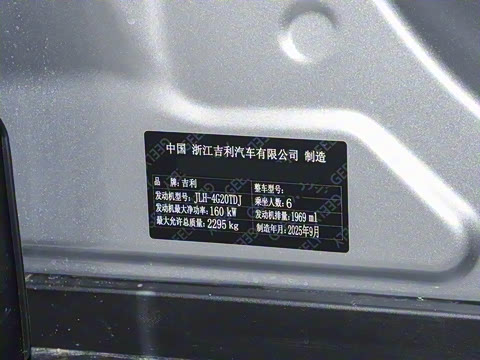 中国 浙江吉利汽车有限公司 制造
品 牌:吉利 整车型号:
发动机型号: JLH-4G20TDJ 乘坐人数: 6
发动机最大净功率: 160 kW 发动机排量: 1969 ml
最大允许总质量: 2295 kg 制造年月: 2025年9月